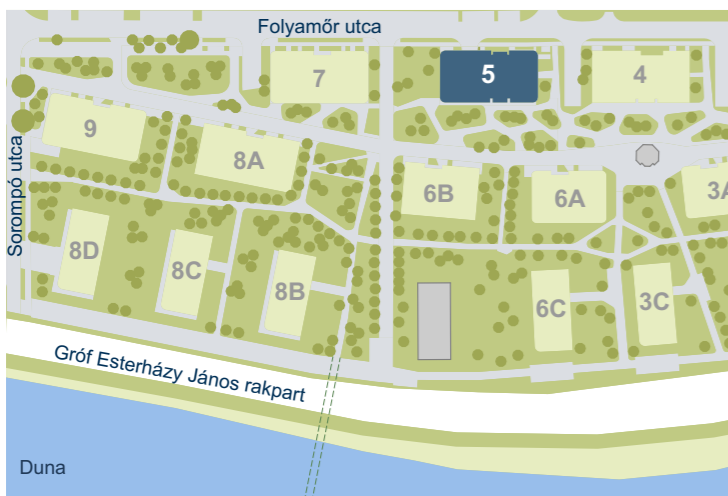 Folyamőr utca
7
5
4
9
8A
Sorompó utca
6B
6A
3A
8D
8C
8B
6C
3C
Gróf Esterházy János rakpart
Duna